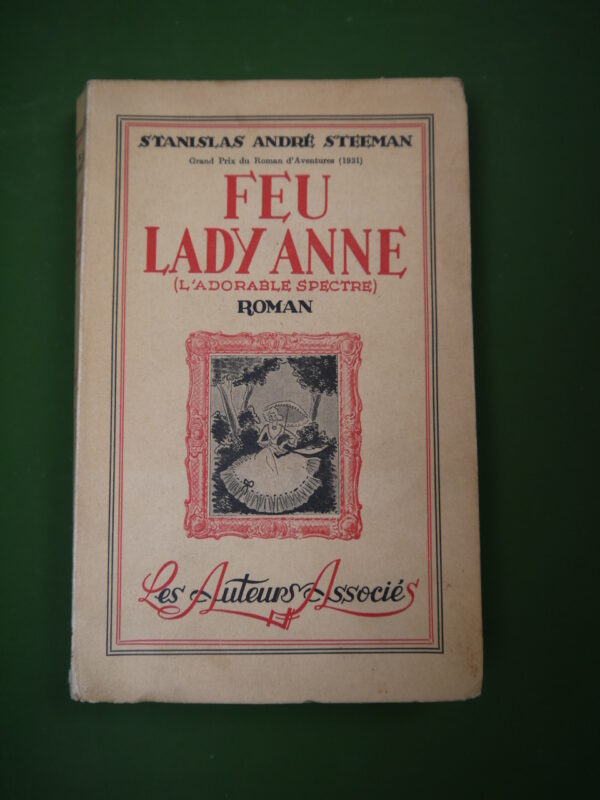 STANISLAS ANDRÉ STEEMAN
Grand Prix du Roman d'Aventures (1931)
FEU
LADY ANNE
(L'ADORABLE SPECTRE)
ROMAN
Les Auteurs Associés